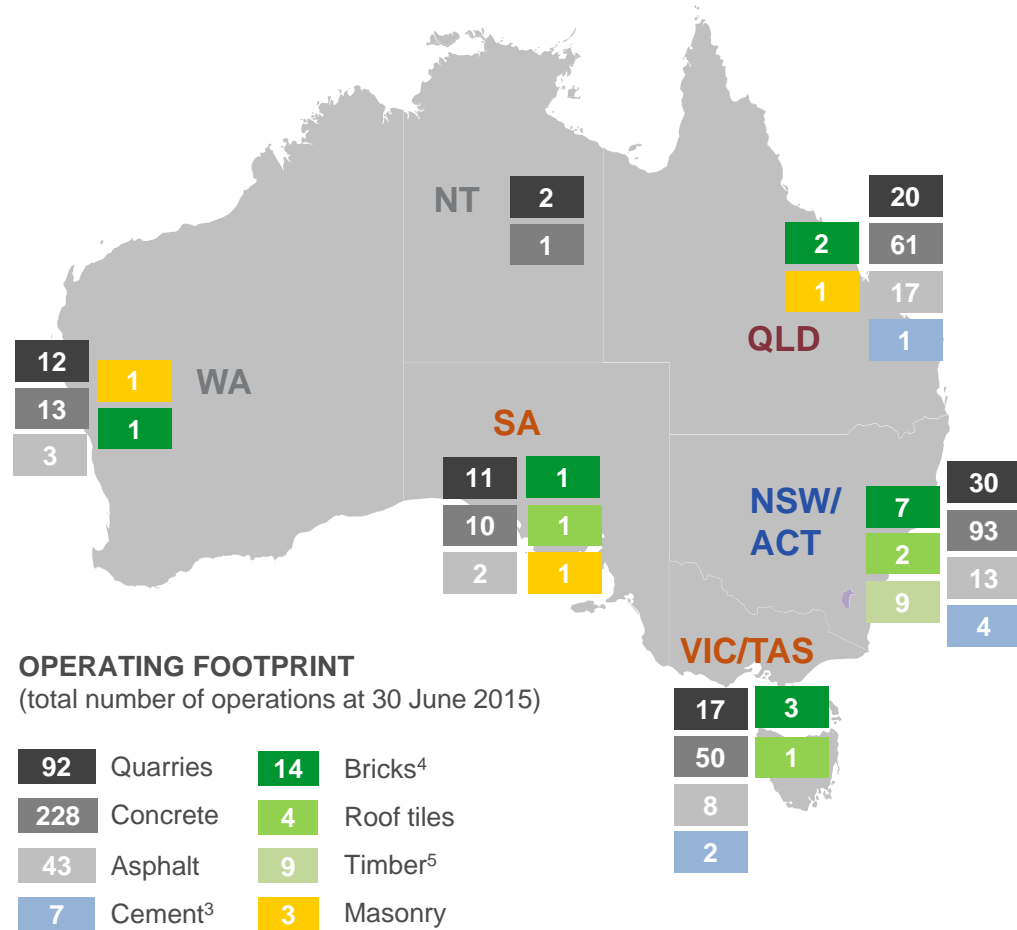 NT
2
1
20
2
61
1
17
QLD
1
12
1
WA
13
1
3
SA
11
1
10
1
2
1
NSW/
ACT
30
7
93
2
13
9
4
VIC/TAS
17
3
50
1
8
2
OPERATING FOOTPRINT
(total number of operations at 30 June 2015)
92 Quarries
14 Bricks⁴
228 Concrete
4 Roof tiles
43 Asphalt
9 Timber⁵
7 Cement³
3 Masonry